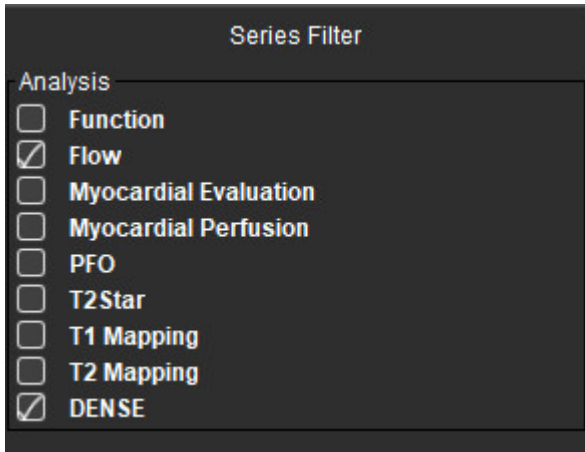 Series Filter
Analysis
Function
Flow
Myocardial Evaluation
Myocardial Perfusion
PFO
T2Star
T1 Mapping
T2 Mapping
DENSE